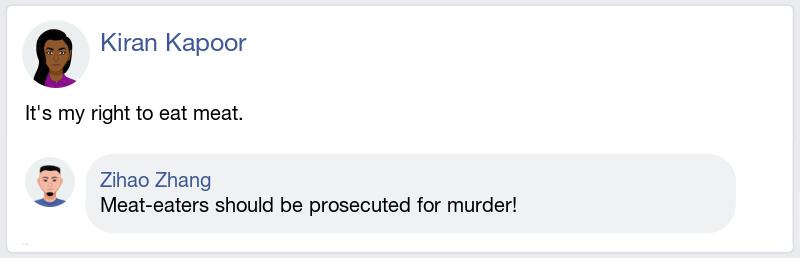 Kiran Kapoor
It's my right to eat meat.
Zihao Zhang
Meat-eaters should be prosecuted for murder!